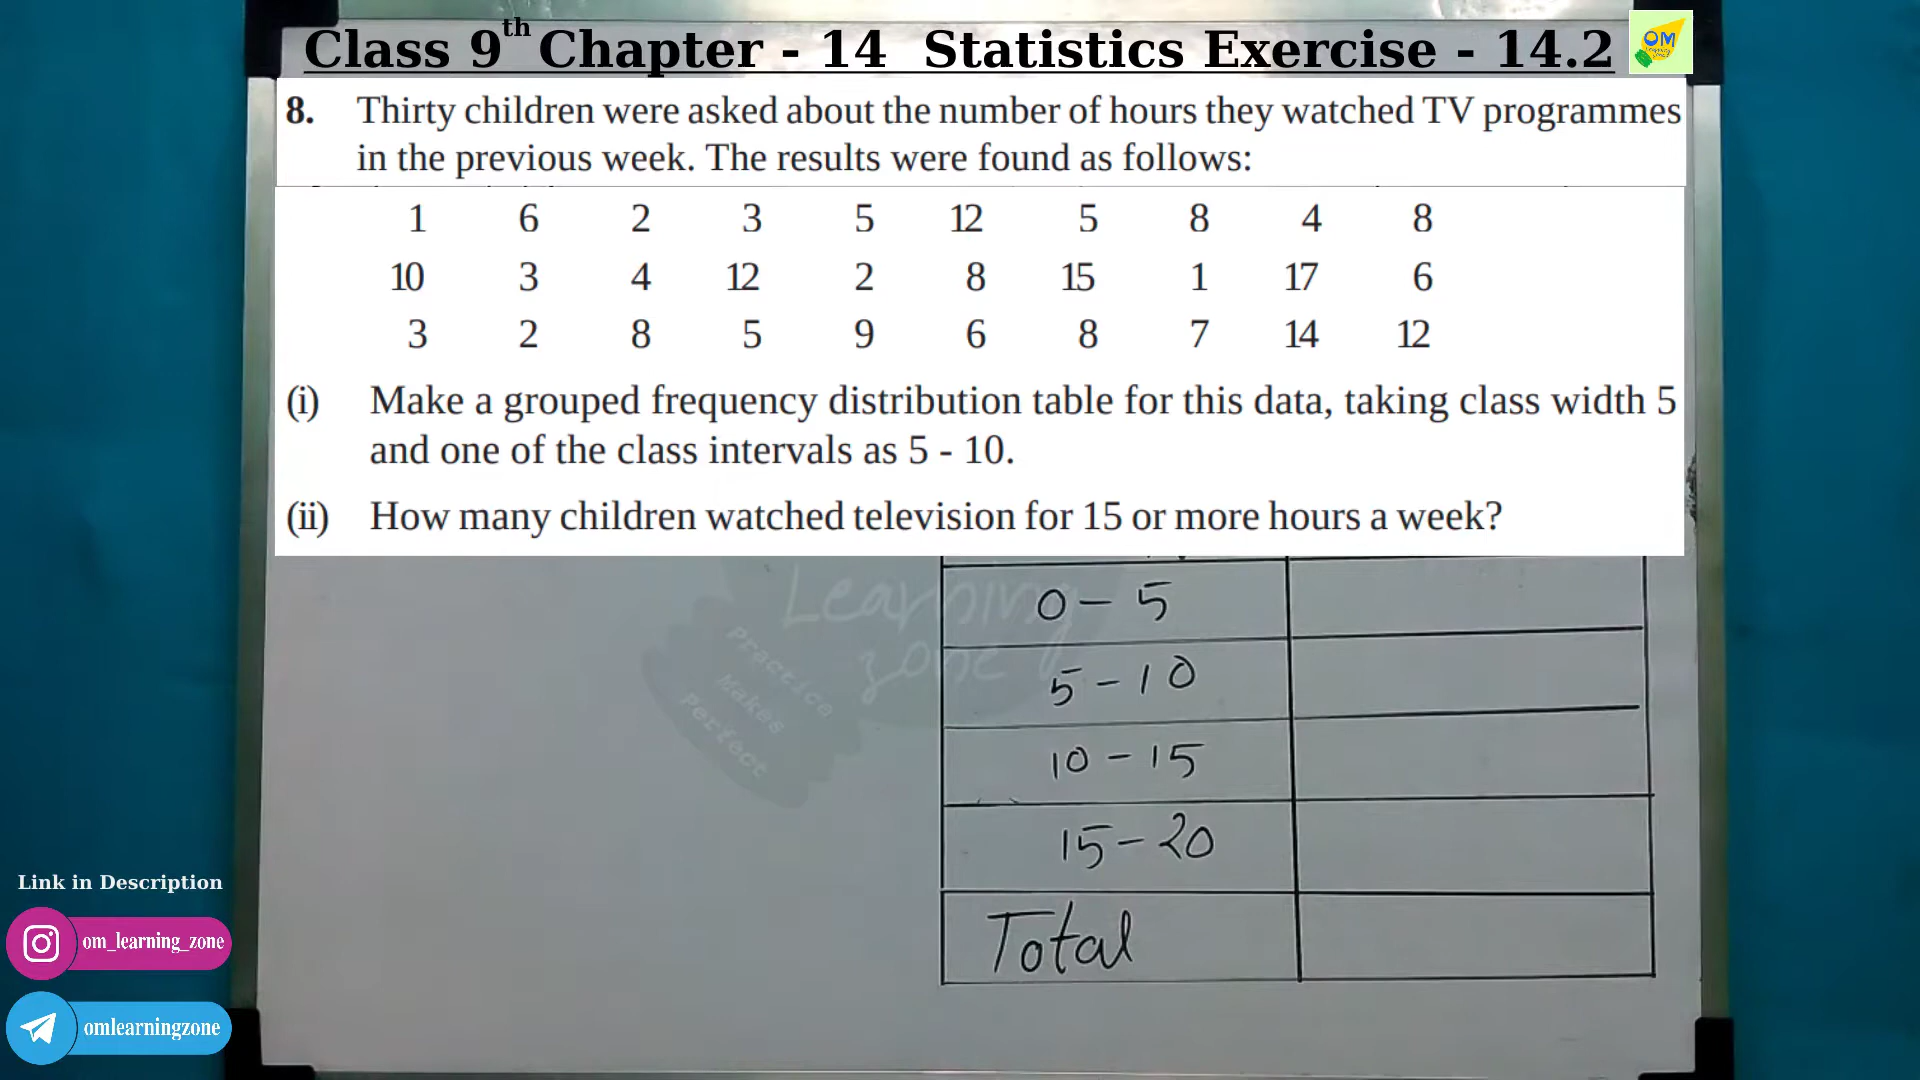 Class 9th Chapter - 14 Statistics Exercise - 14.2
OM
8. Thirty children were asked about the number of hours they watched TV programmes
in the previous week. The results were found as follows:
1 6 2 3 5 12 5 8 4 8
10 3 4 12 2 8 15 1 17 6
3 2 8 5 9 6 8 7 14 12
(i) Make a grouped frequency distribution table for this data, taking class width 5
and one of the class intervals as 5 - 10.
(ii) How many children watched television for 15 or more hours a week?
Learning
zone
Practice
Makes
Perfect
0 - 5
5 - 10
10 - 15
15 - 20
Total
Link in Description
om_learning_zone
omlearningzone